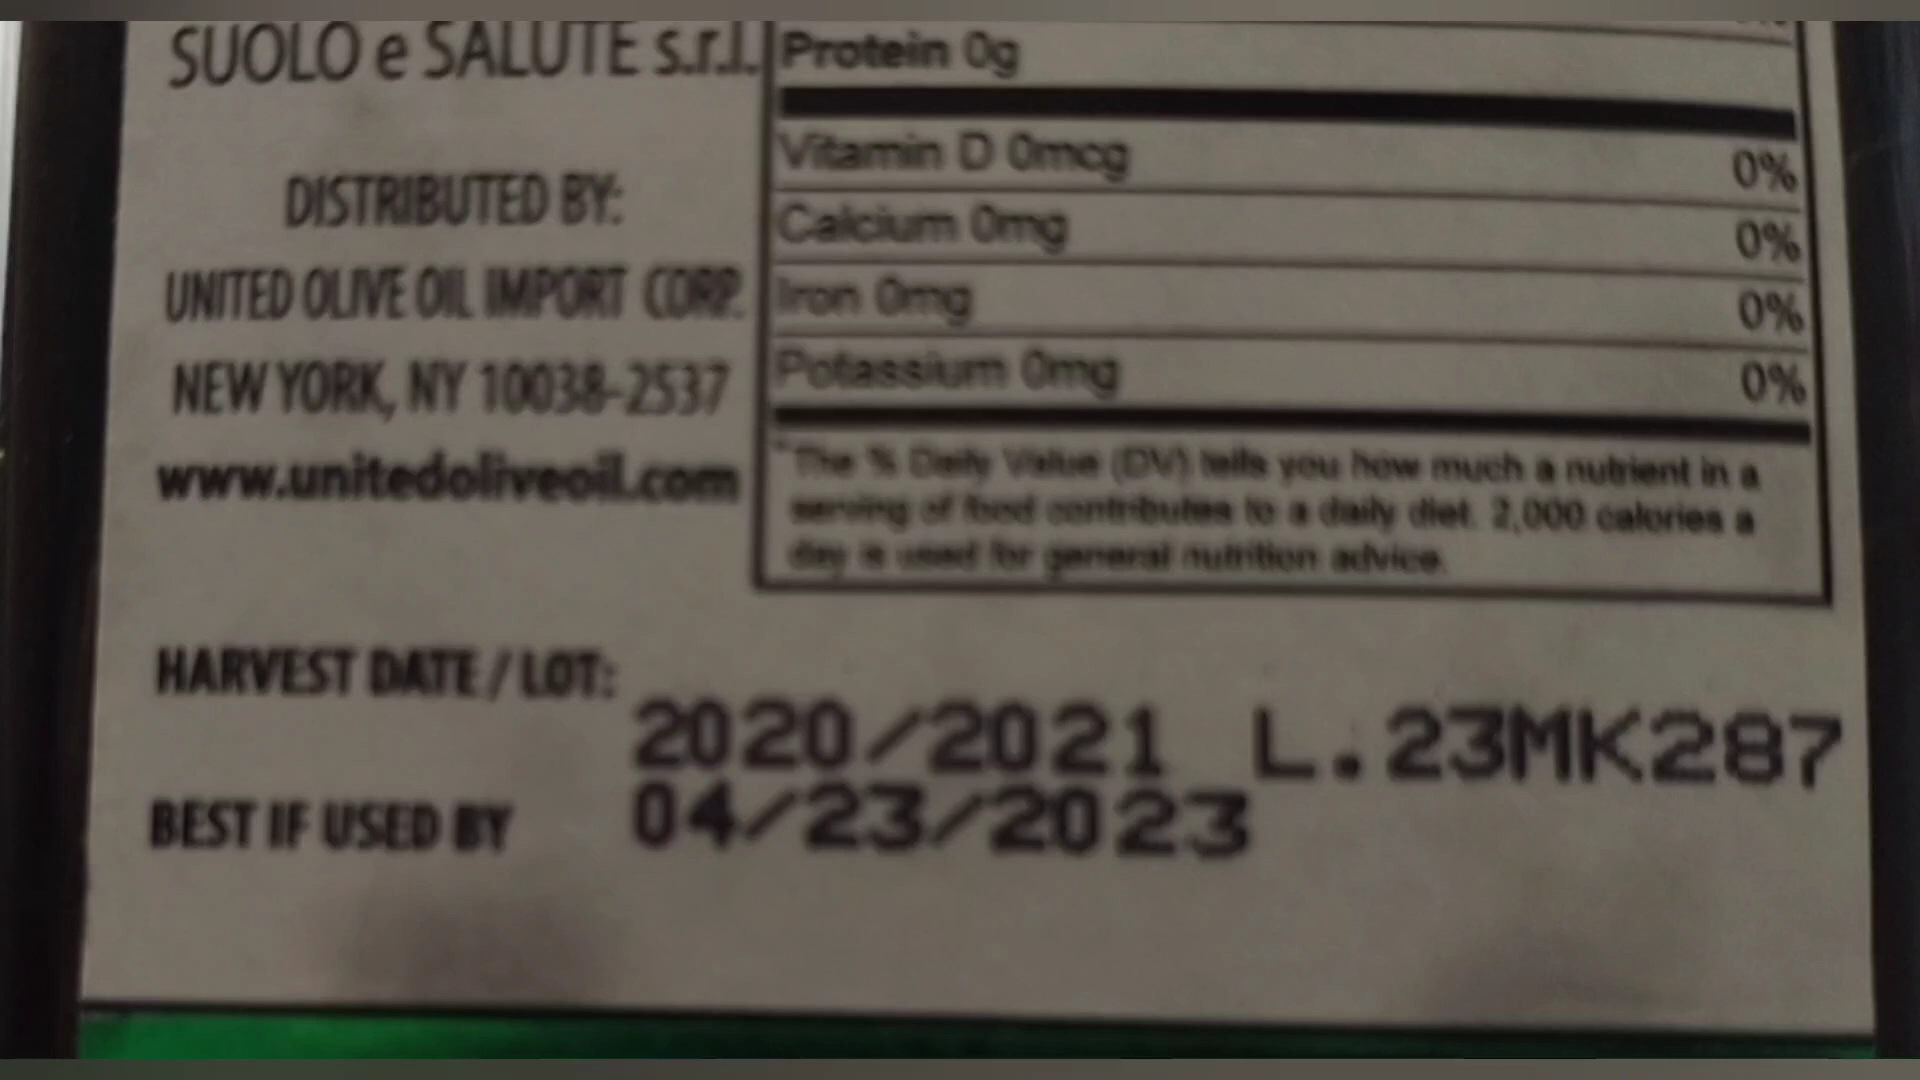 SUOLO e SALUTE s.r.l.
DISTRIBUTED BY:
UNITED OLIVE OIL IMPORT CORP.
NEW YORK, NY 10038-2537
www.unitedoliveoil.com
Protein 0g
Vitamin D 0mcg 0%
Calcium 0mg 0%
Iron 0mg 0%
Potassium 0mg 0%
*The % Daily Value (DV) tells you how much a nutrient in a
serving of food contributes to a daily diet. 2,000 calories a
day is used for general nutrition advice.
HARVEST DATE / LOT:
2020/2021 L.23MK287
BEST IF USED BY 04/23/2023